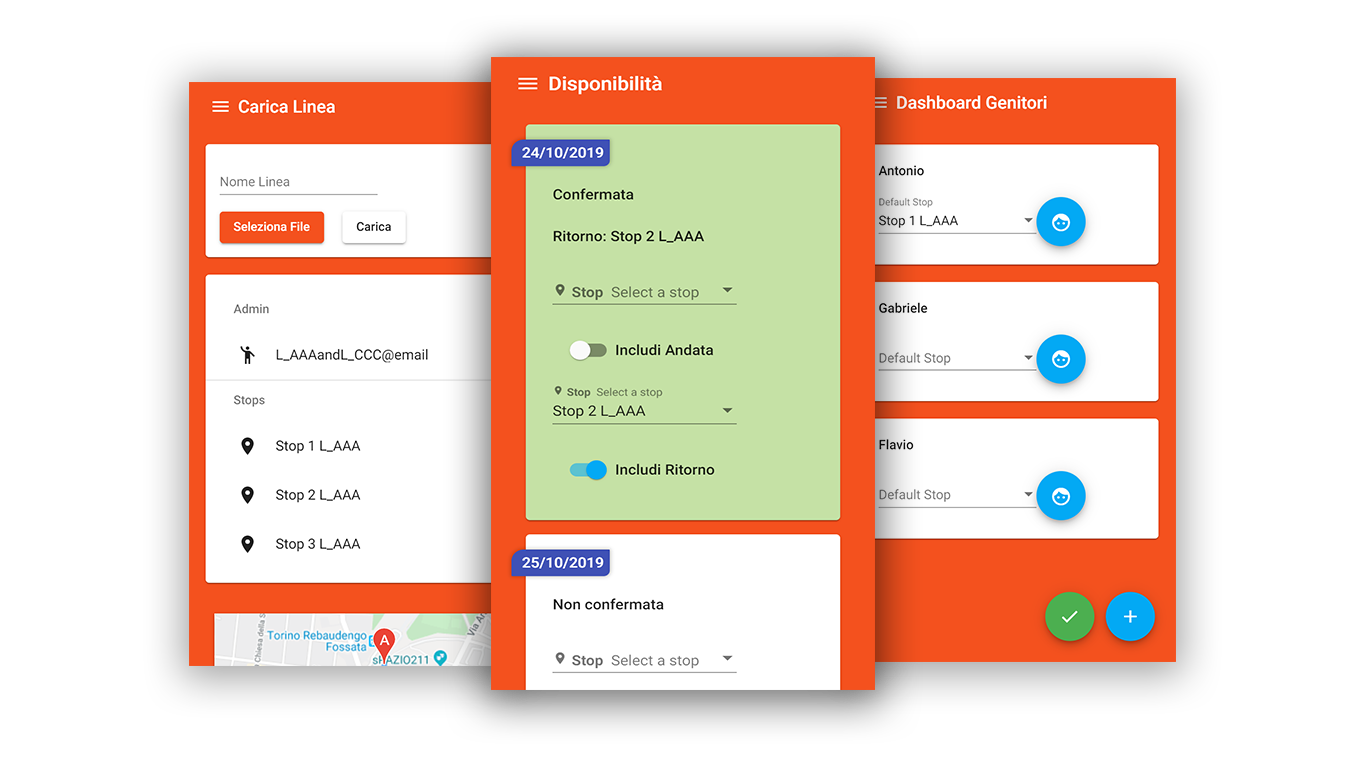 Carica Linea
Nome Linea
Seleziona File
Carica
Admin
L_AAAandL_CCC@email
Stops
Stop 1 L_AAA
Stop 2 L_AAA
Stop 3 L_AAA
Chiesa della S
Torino Rebaudengo
Fossata
A
sPAZIO211
Via Ar
Disponibilità
24/10/2019
Confermata
Ritorno: Stop 2 L_AAA
Stop Select a stop
Includi Andata
Stop Select a stop
Stop 2 L_AAA
Includi Ritorno
25/10/2019
Non confermata
Stop Select a stop
Dashboard Genitori
Antonio
Default Stop
Stop 1 L_AAA
Gabriele
Default Stop
Flavio
Default Stop